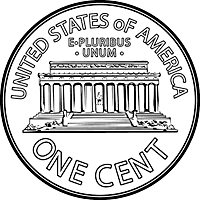 UNITED STATES OF AMERICA
E·PLURIBUS
· UNUM ·
ONE CENT